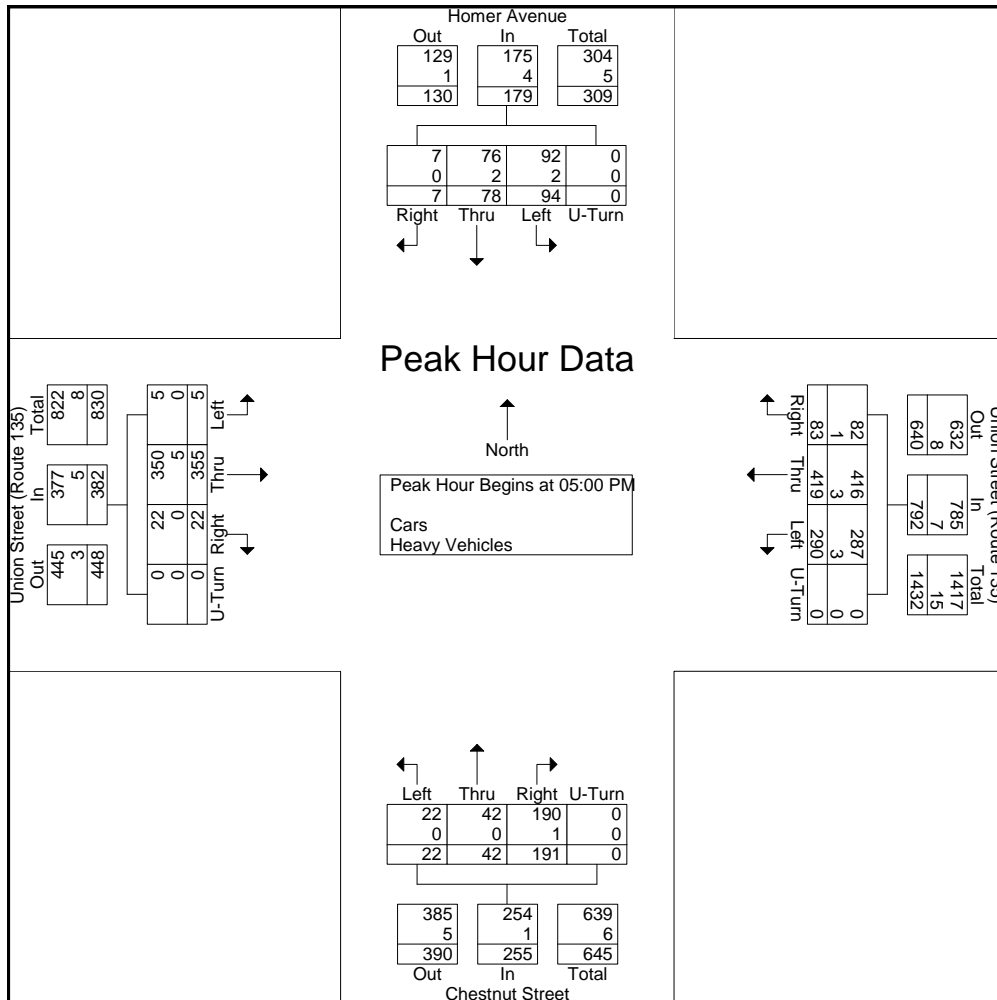 Homer Avenue
Out In Total
129 175 304
1 4 5
130 179 309
7 76 92 0
0 2 2 0
7 78 94 0
Right Thru Left U-Turn
Peak Hour Data
North
Peak Hour Begins at 05:00 PM
Cars
Heavy Vehicles
Union Street (Route 135)
Total In Out
822 377 445
8 5 3
830 382 448
5 350 22 0
0 5 0 0
5 355 22 0
Left Thru Right U-Turn
Union Street (Route 135)
Out In Total
632 785 1417
8 7 15
640 792 1432
82 416 287 0
1 3 3 0
83 419 290 0
Right Thru Left U-Turn
Left Thru Right U-Turn
22 42 190 0
0 0 1 0
22 42 191 0
385 254 639
5 1 6
390 255 645
Out In Total
Chestnut Street